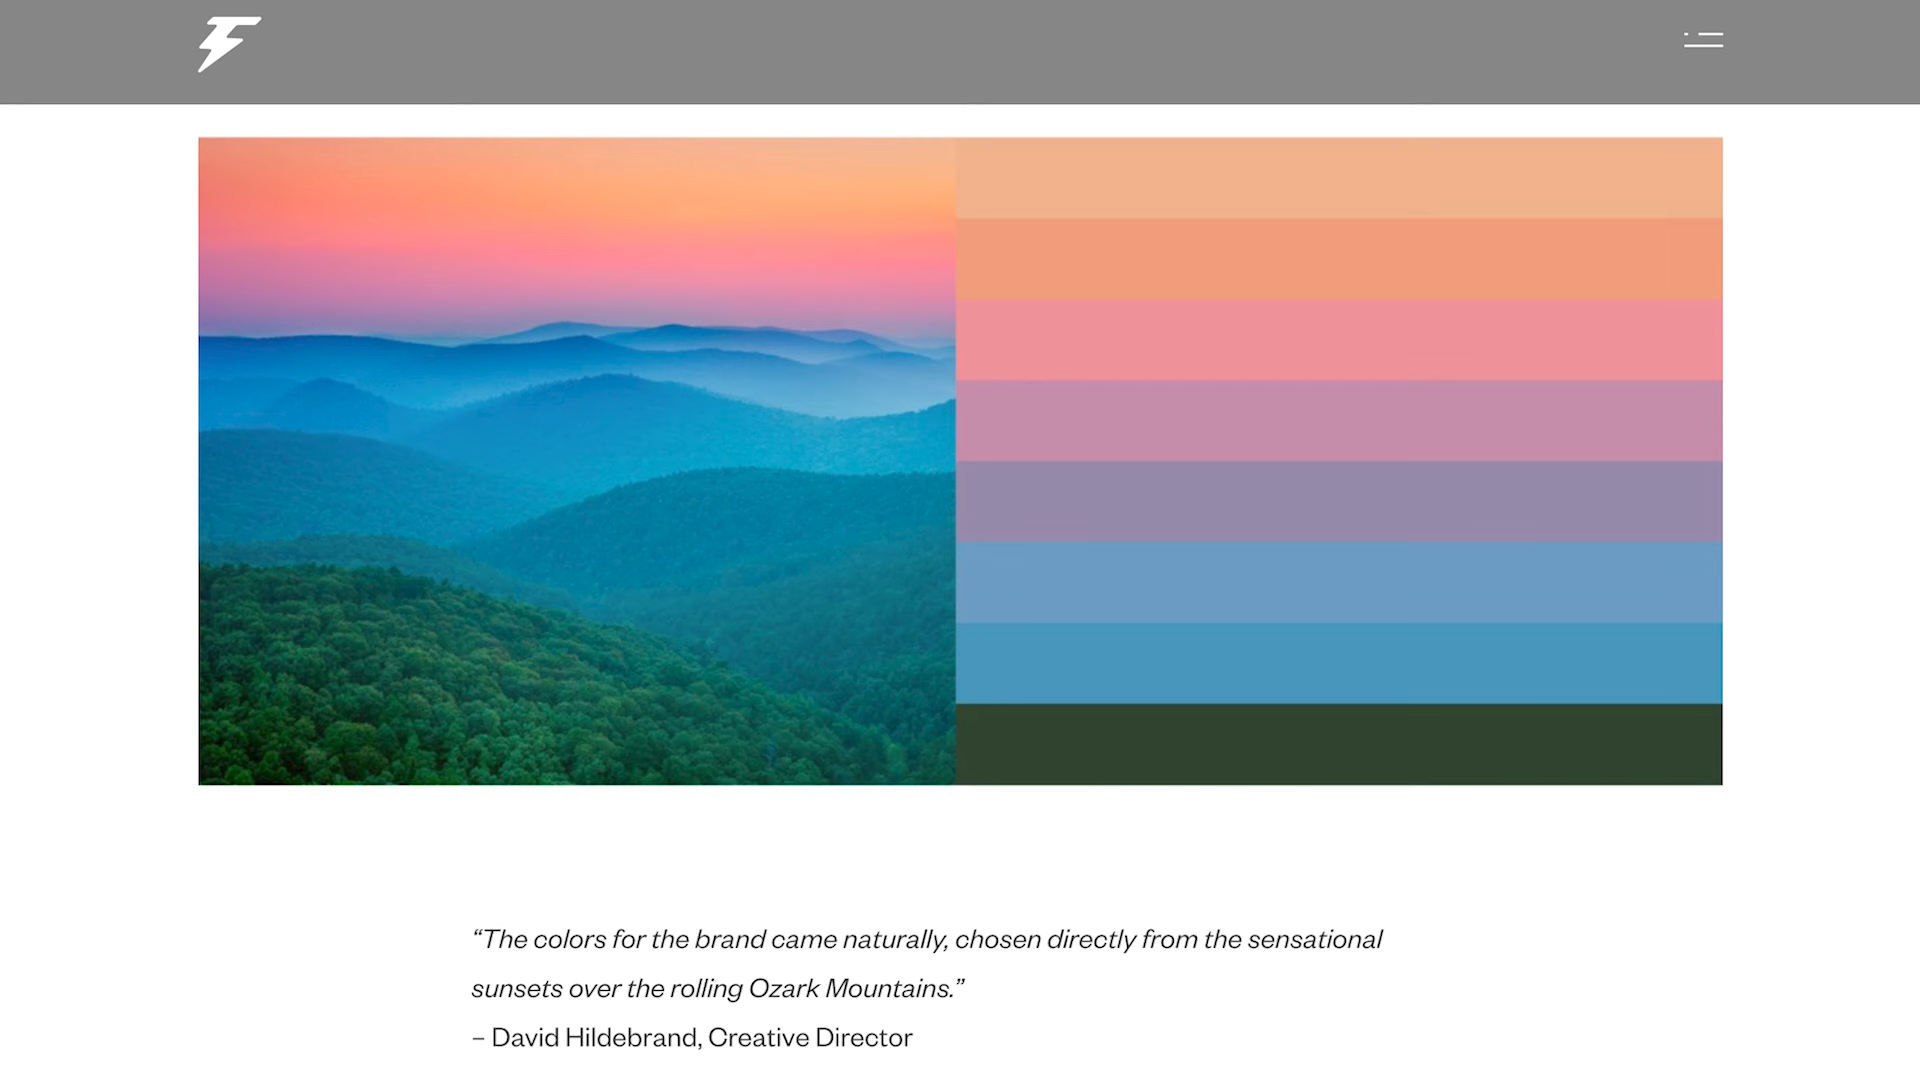 “The colors for the brand came naturally, chosen directly from the sensational
sunsets over the rolling Ozark Mountains.”
– David Hildebrand, Creative Director